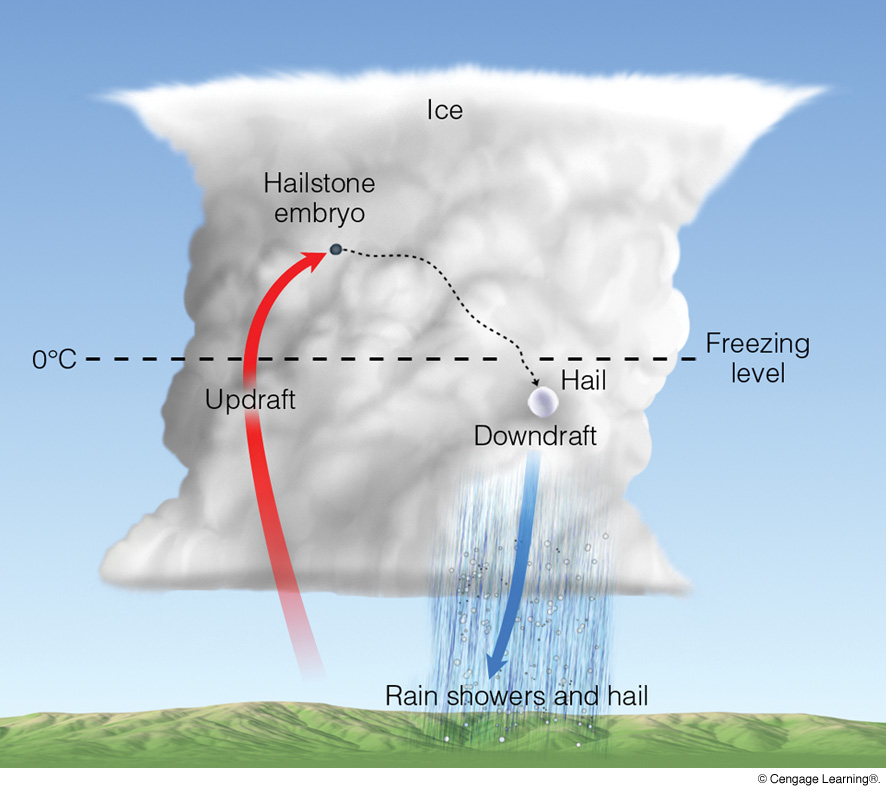 Ice
Hailstone
embryo
0°C
Freezing
level
Updraft
Hail
Downdraft
Rain showers and hail
© Cengage Learning®.